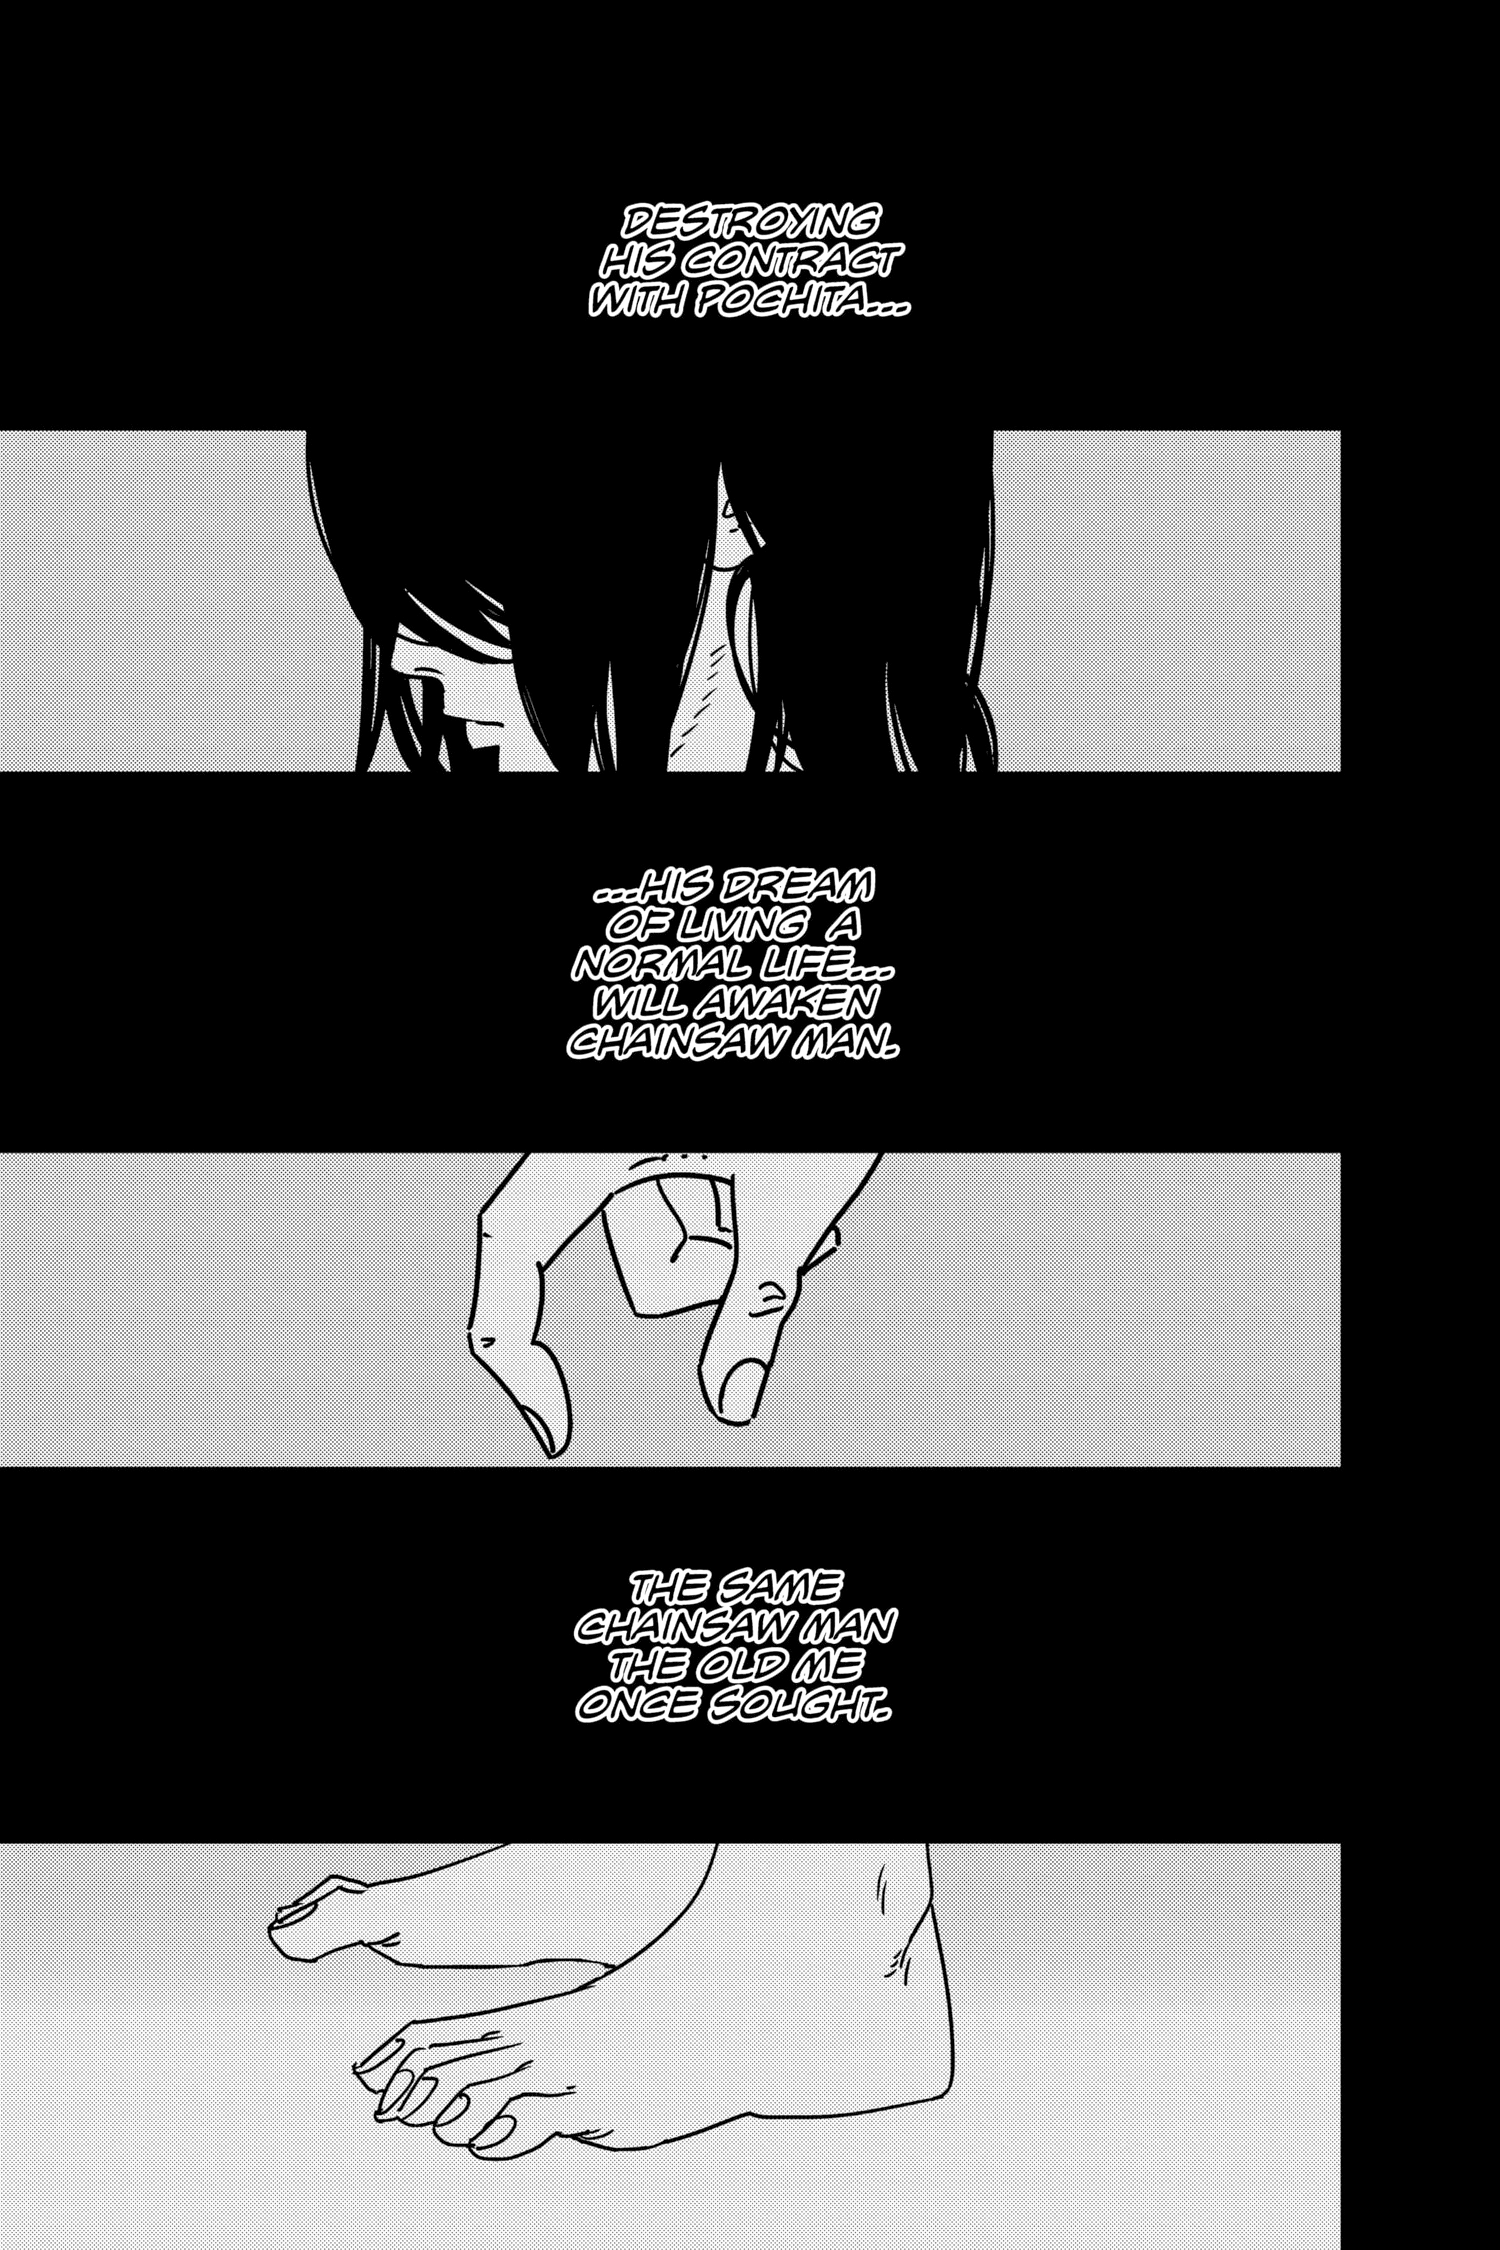 DESTROYING
HIS CONTRACT
WITH POCHITA...
...HIS DREAM
OF LIVING A
NORMAL LIFE...
WILL AWAKEN
CHAINSAW MAN.
THE SAME
CHAINSAW MAN
THE OLD ME
ONCE SOUGHT.